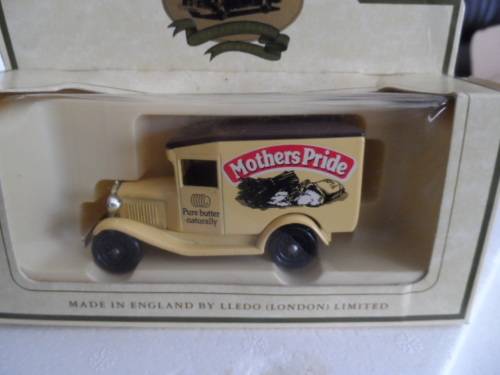 Mothers Pride
Pure butter
naturally
MADE IN ENGLAND BY LLEDO (LONDON) LIMITED